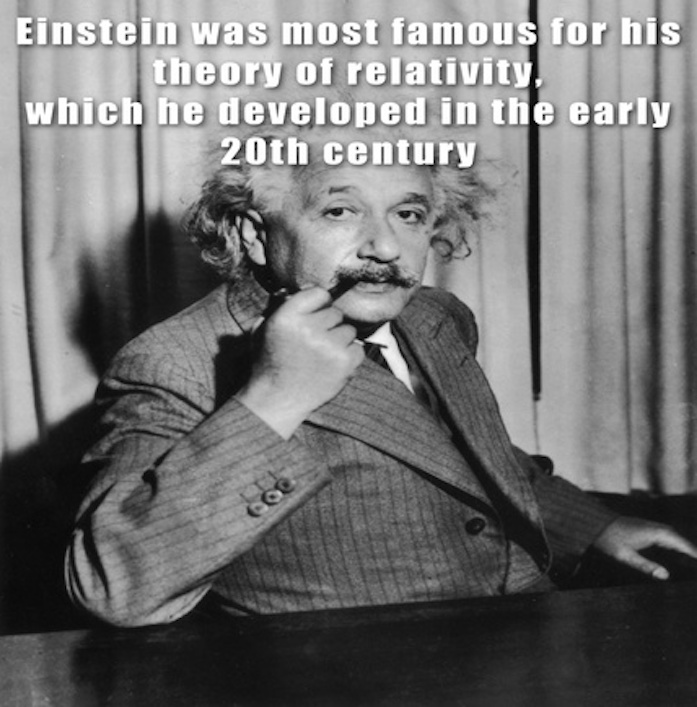 Einstein was most famous for his
theory of relativity,
which he developed in the early
20th century